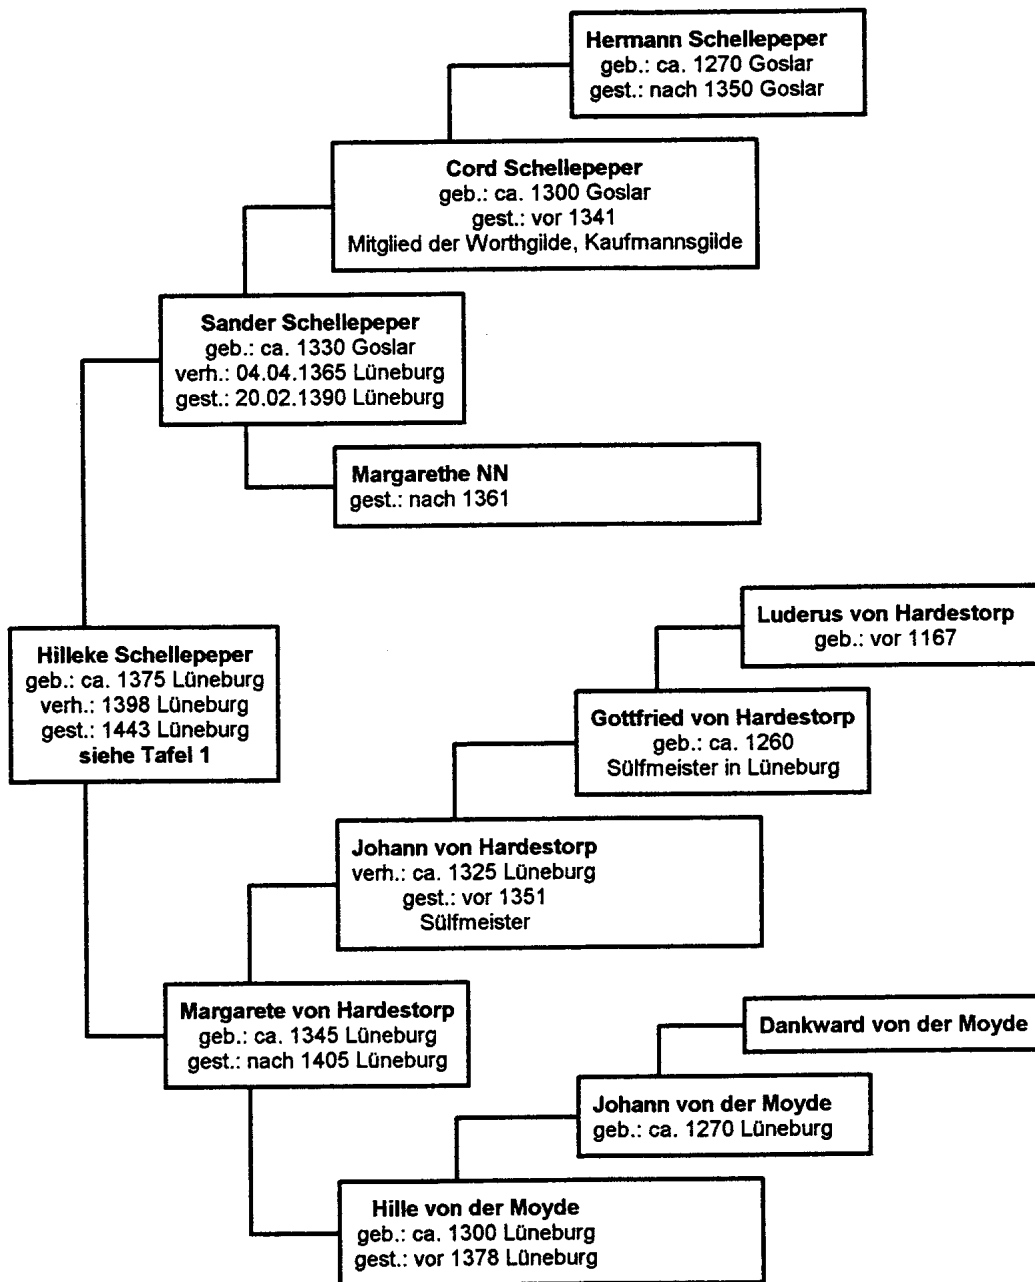 Hermann Schellepeper
geb.: ca. 1270 Goslar
gest.: nach 1350 Goslar
Cord Schellepeper
geb.: ca. 1300 Goslar
gest.: vor 1341
Mitglied der Worthgilde, Kaufmannsgilde
Sander Schellepeper
geb.: ca. 1330 Goslar
verh.: 04.04.1365 Lüneburg
gest.: 20.02.1390 Lüneburg
Margarethe NN
gest.: nach 1361
Luderus von Hardestorp
geb.: vor 1167
Hilleke Schellepeper
geb.: ca. 1375 Lüneburg
verh.: 1398 Lüneburg
gest.: 1443 Lüneburg
siehe Tafel 1
Gottfried von Hardestorp
geb.: ca. 1260
Sülfmeister in Lüneburg
Johann von Hardestorp
verh.: ca. 1325 Lüneburg
gest.: vor 1351
Sülfmeister
Margarete von Hardestorp
geb.: ca. 1345 Lüneburg
gest.: nach 1405 Lüneburg
Dankward von der Moyde
Johann von der Moyde
geb.: ca. 1270 Lüneburg
Hille von der Moyde
geb.: ca. 1300 Lüneburg
gest.: vor 1378 Lüneburg